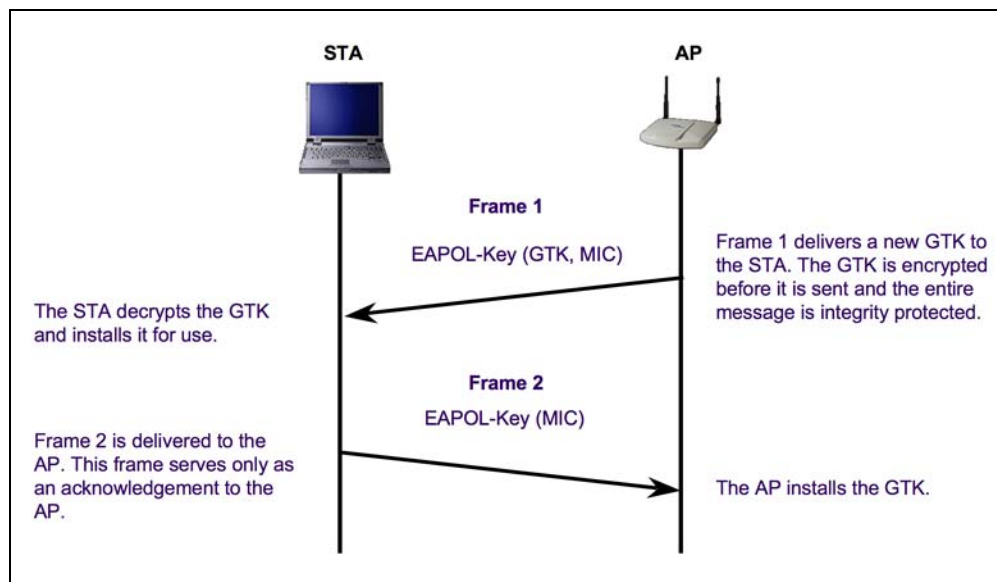 STA
AP
Frame 1
EAPOL-Key (GTK, MIC)
Frame 1 delivers a new GTK to
the STA. The GTK is encrypted
before it is sent and the entire
message is integrity protected.
The STA decrypts the GTK
and installs it for use.
Frame 2
EAPOL-Key (MIC)
Frame 2 is delivered to the
AP. This frame serves only as
an acknowledgement to the
AP.
The AP installs the GTK.